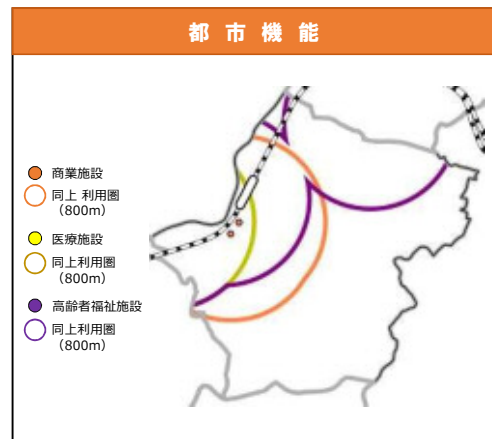 都市機能
商業施設
同上 利用圏
（800m）
医療施設
同上利用圏
（800m）
高齢者福祉施設
同上利用圏
（800m）